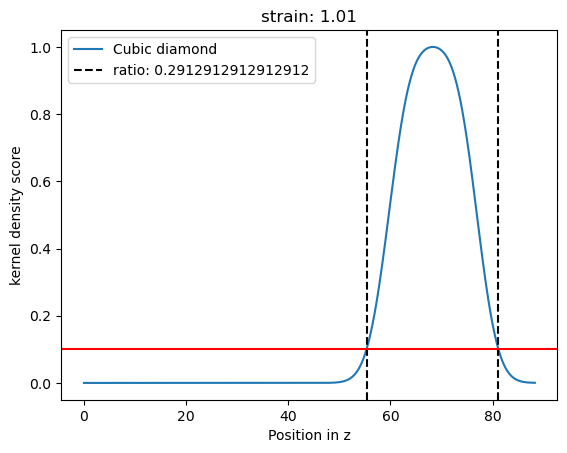 strain: 1.01
Cubic diamond
ratio: 0.2912912912912912
kernel density score
1.0
0.8
0.6
0.4
0.2
0.0
0
20
40
60
80
Position in z